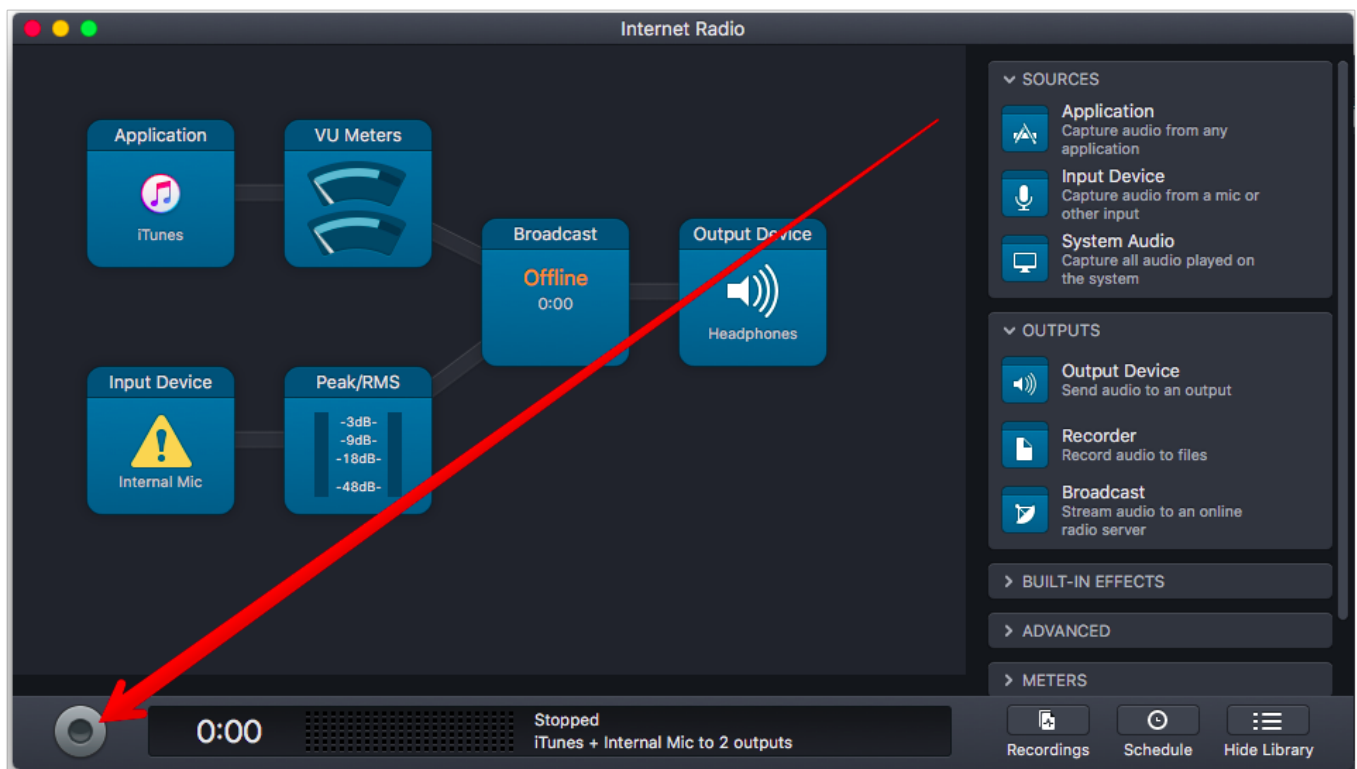 Internet Radio
Application
iTunes
VU Meters
Broadcast
Offline
0:00
Output Device
Headphones
Input Device
Internal Mic
Peak/RMS
-3dB-
-9dB-
-18dB-
-48dB-
SOURCES
Application
Capture audio from any
application
Input Device
Capture audio from a mic or
other input
System Audio
Capture all audio played on
the system
OUTPUTS
Output Device
Send audio to an output
Recorder
Record audio to files
Broadcast
Stream audio to an online
radio server
BUILT-IN EFFECTS
ADVANCED
METERS
0:00
Stopped
iTunes + Internal Mic to 2 outputs
Recordings
Schedule
Hide Library